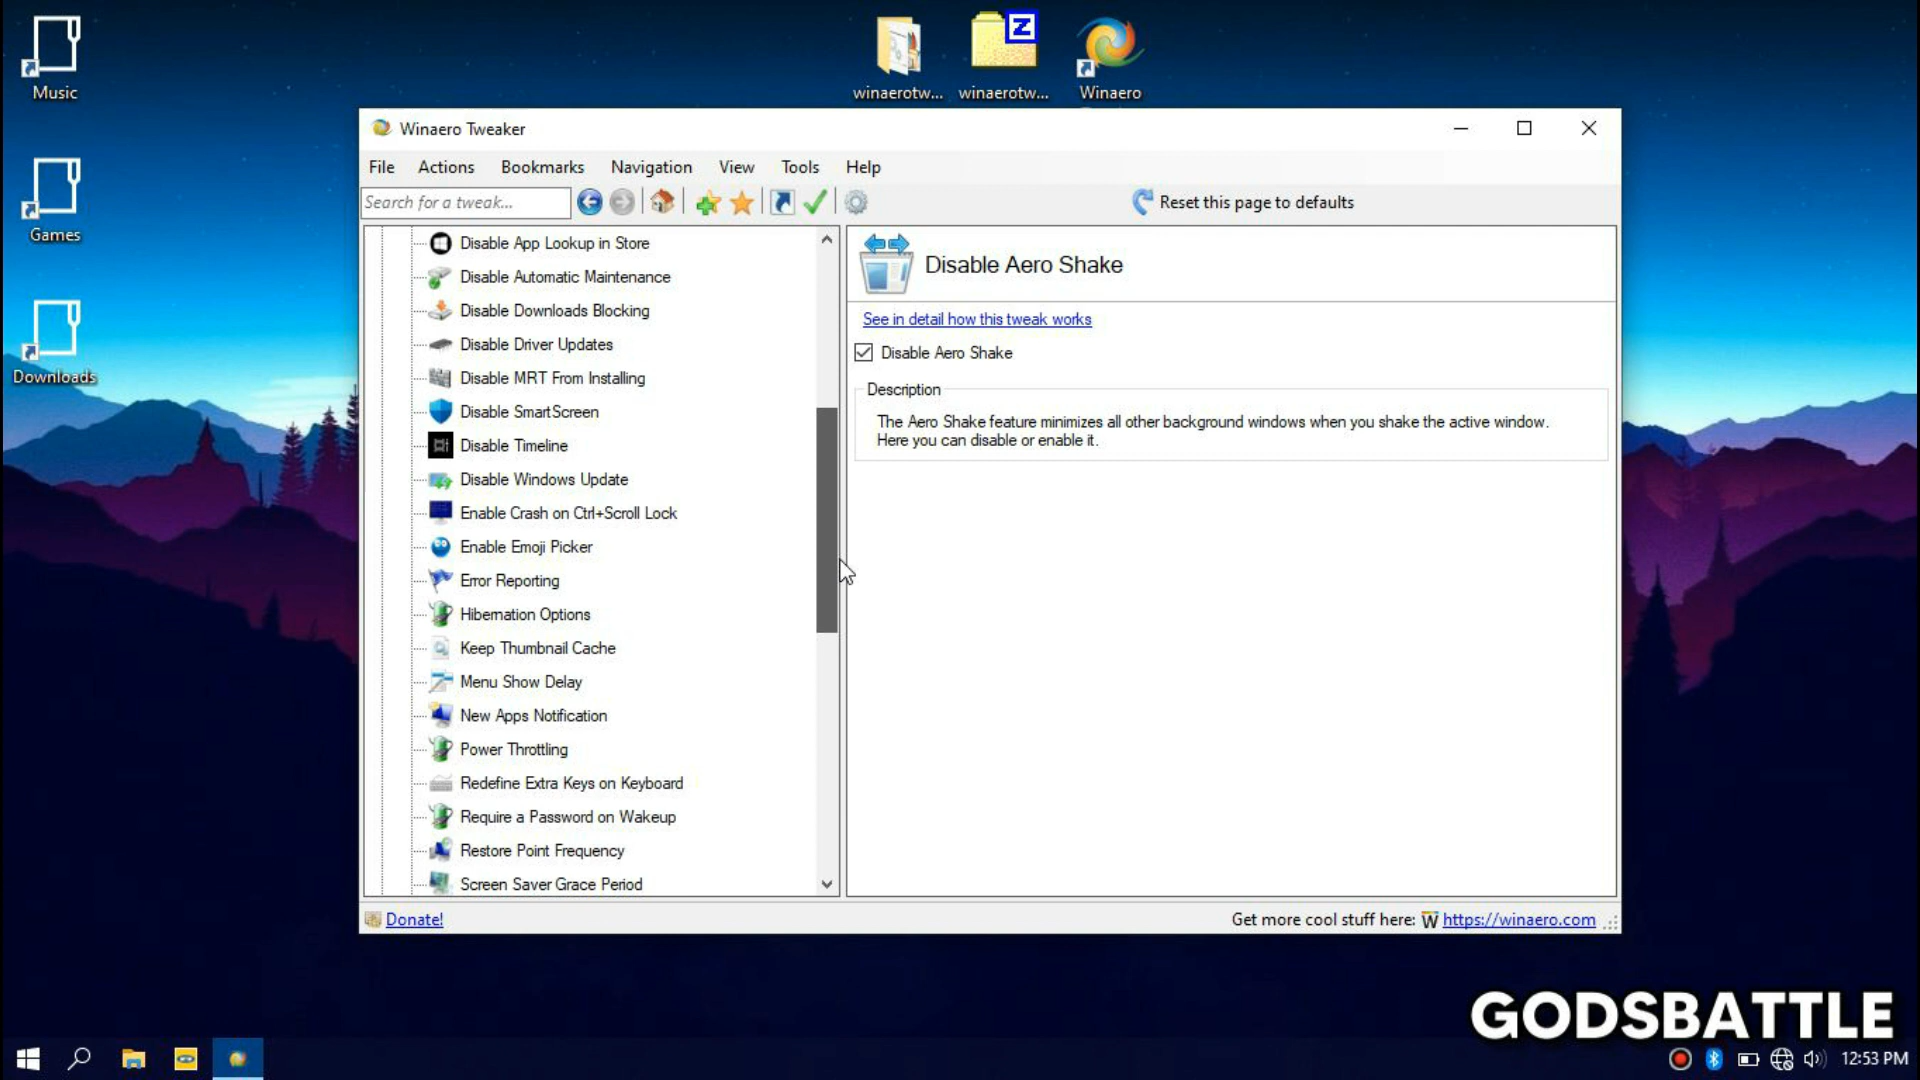 Music
Games
Downloads
winaerotw...
winaerotw...
Winaero
Z
Winaero Tweaker
File Actions Bookmarks Navigation View Tools Help
Search for a tweak...
Reset this page to defaults
Disable App Lookup in Store
Disable Automatic Maintenance
Disable Downloads Blocking
Disable Driver Updates
Disable MRT From Installing
Disable SmartScreen
Disable Timeline
Disable Windows Update
Enable Crash on Ctrl+Scroll Lock
Enable Emoji Picker
Error Reporting
Hibernation Options
Keep Thumbnail Cache
Menu Show Delay
New Apps Notification
Power Throttling
Redefine Extra Keys on Keyboard
Require a Password on Wakeup
Restore Point Frequency
Screen Saver Grace Period
Disable Aero Shake
See in detail how this tweak works
Disable Aero Shake
Description
The Aero Shake feature minimizes all other background windows when you shake the active window.
Here you can disable or enable it.
Donate!
Get more cool stuff here: W https://winaero.com
GODSBATTLE
12:53 PM